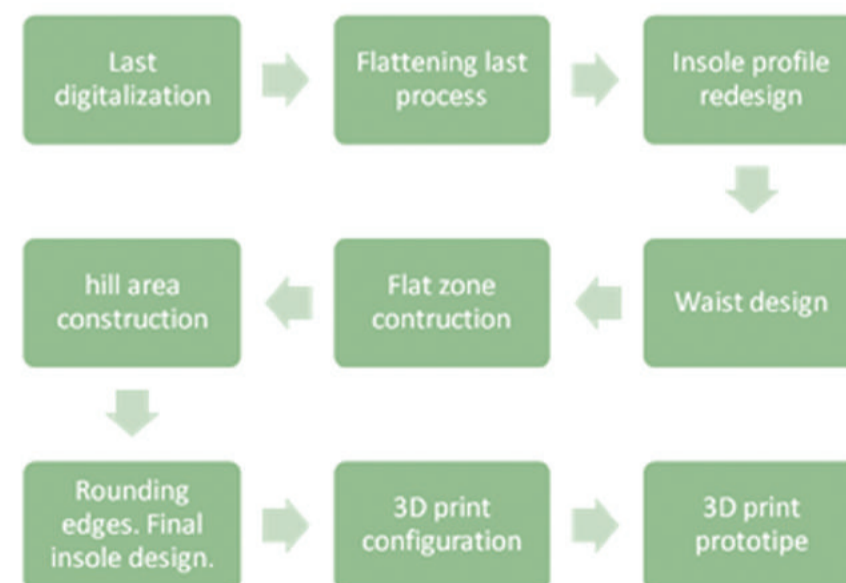 Last
digitalization
Flattening last
process
Insole profile
redesign
Waist design
Flat zone
contruction
hill area
construction
Rounding
edges. Final
insole design.
3D print
configuration
3D print
prototipe